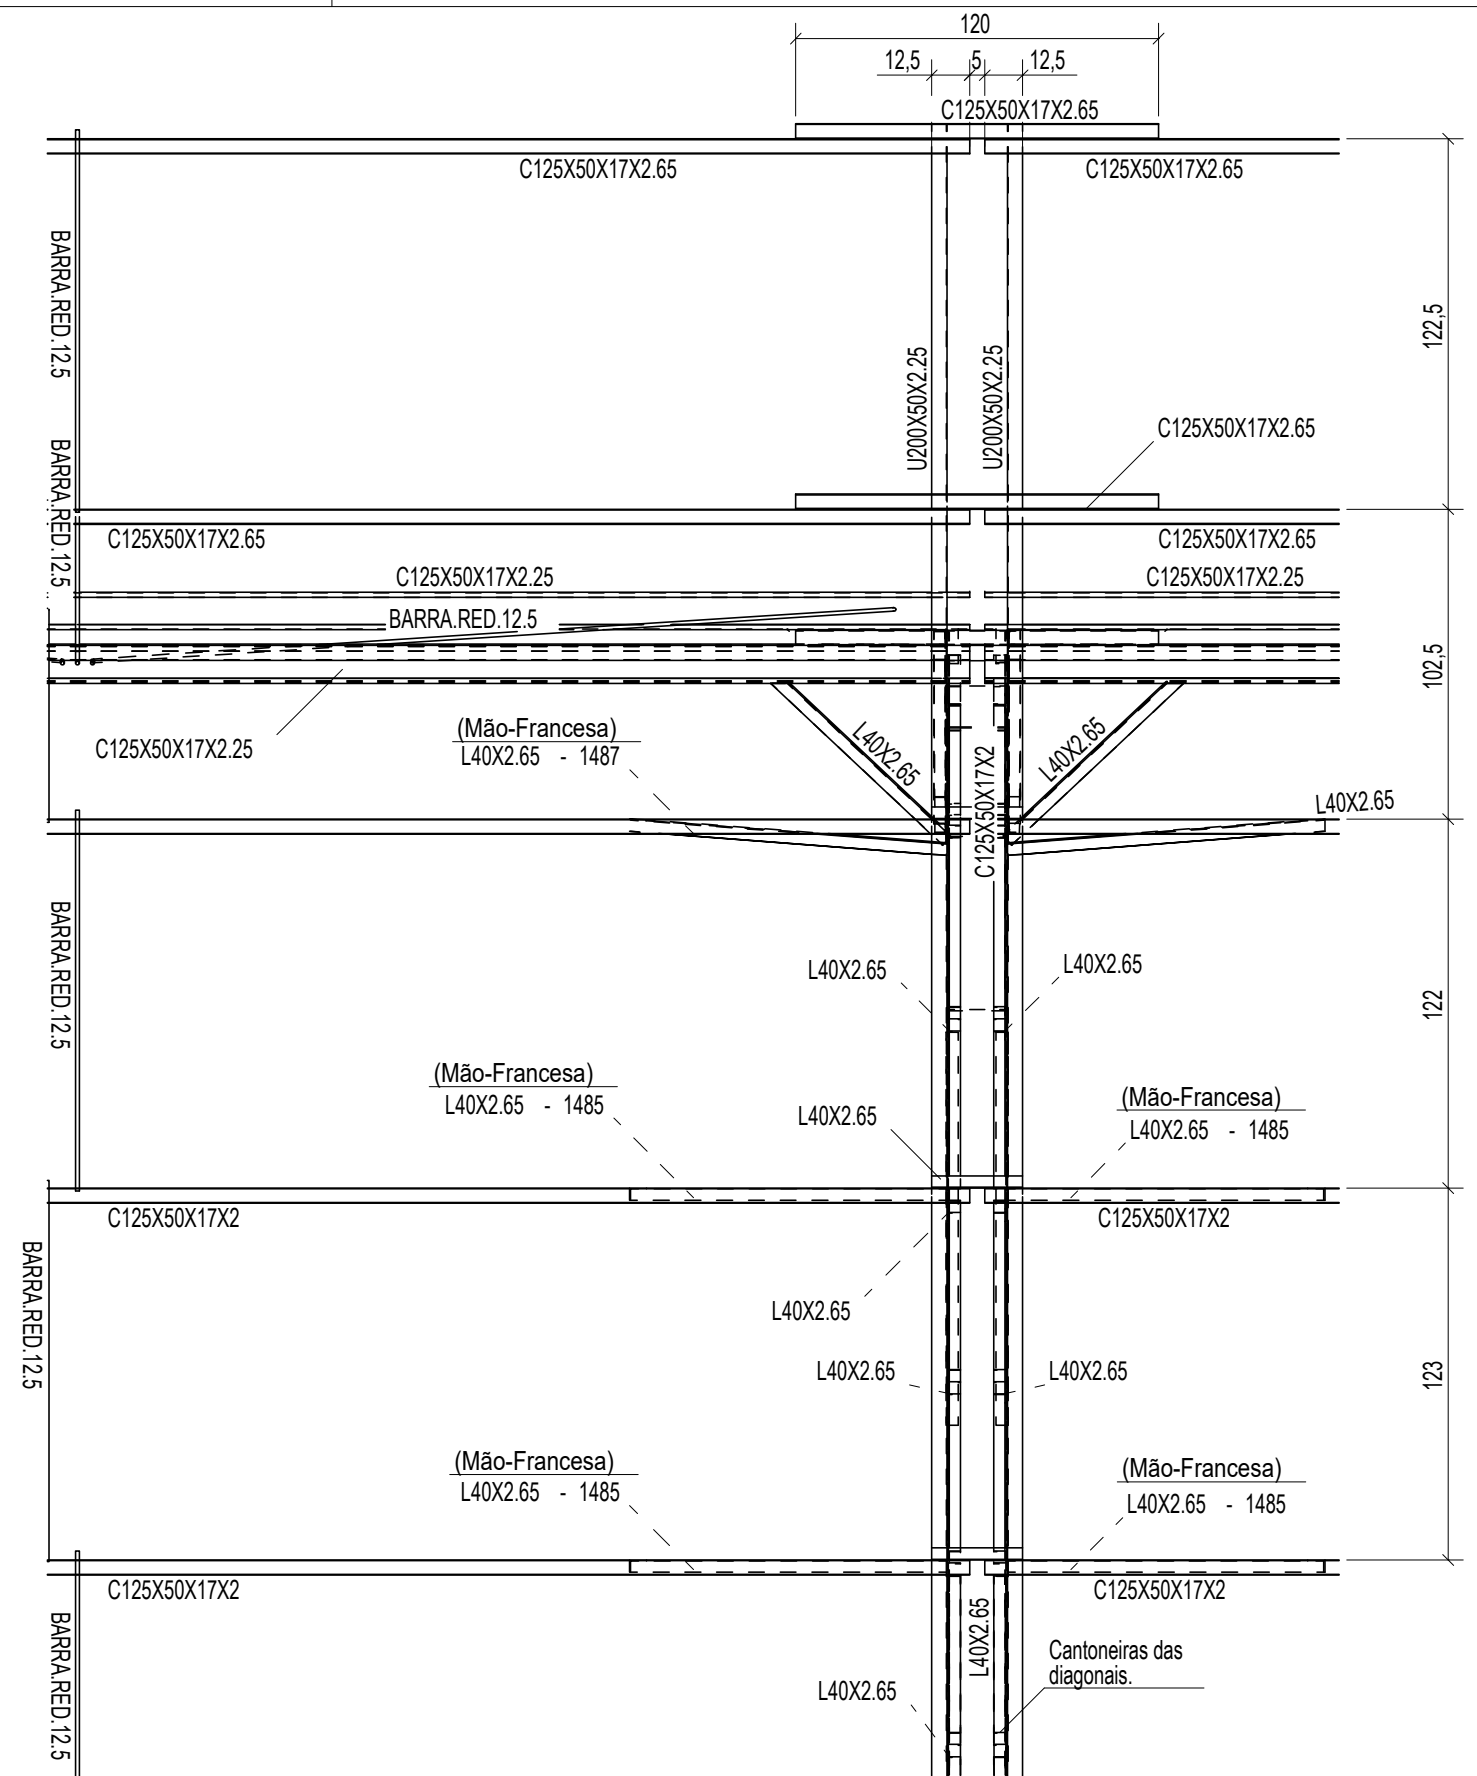 120
12,5 5 12,5
C125X50X17X2.65
C125X50X17X2.65
C125X50X17X2.65
BARRA.RED.12.5
122,5
U200X50X2.25
U200X50X2.25
C125X50X17X2.65
BARRA.RED.12.5
C125X50X17X2.65
C125X50X17X2.65
C125X50X17X2.25
C125X50X17X2.25
BARRA.RED.12.5
102,5
(Mão-Francesa)
L40X2.65 - 1487
C125X50X17X2.25
L40X2.65
L40X2.65
C125X50X17X2
L40X2.65
BARRA.RED.12.5
L40X2.65
L40X2.65
122
(Mão-Francesa)
L40X2.65 - 1485
L40X2.65
(Mão-Francesa)
L40X2.65 - 1485
C125X50X17X2
C125X50X17X2
BARRA.RED.12.5
L40X2.65
L40X2.65
L40X2.65
123
(Mão-Francesa)
L40X2.65 - 1485
(Mão-Francesa)
L40X2.65 - 1485
C125X50X17X2
C125X50X17X2
BARRA.RED.12.5
L40X2.65
Cantoneiras das
diagonais.
L40X2.65